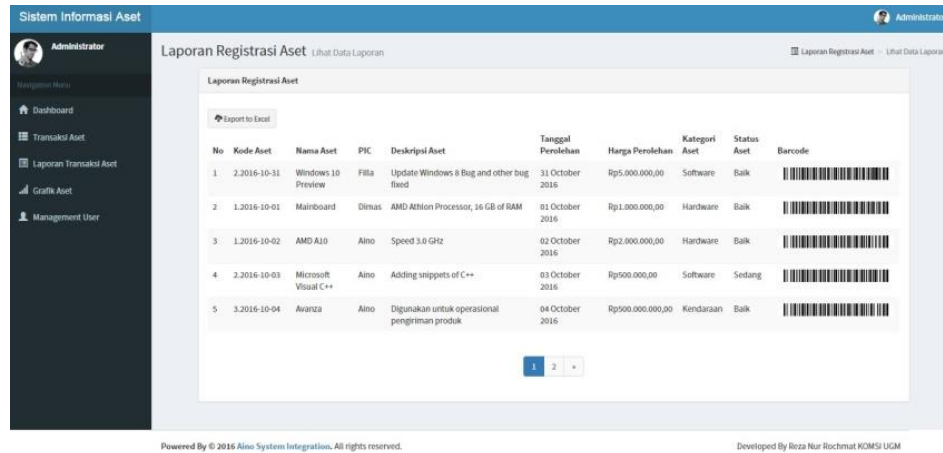 Sistem Informasi Aset
Administrator
Administrator
Laporan Registrasi Aset Lihat Data Laporan
Laporan Registrasi Aset > Lihat Data Laporan
Navigation Menu
Dashboard
Transaksi Aset
Laporan Transaksi Aset
Grafik Aset
Management User
Laporan Registrasi Aset
Export to Excel
No Kode Aset Nama Aset PIC Deskripsi Aset Tanggal Perolehan Harga Perolehan Kategori Aset Status Aset Barcode
1 2.2016-10-31 Windows 10 Preview Filla Update Windows 8 Bug and other bug fixed 31 October 2016 Rp5.000.000,00 Software Baik
2 1.2016-10-01 Mainboard Dimas AMD Athlon Processor, 16 GB of RAM 01 October 2016 Rp1.000.000,00 Hardware Baik
3 1.2016-10-02 AMD A10 Aino Speed 3.0 GHz 02 October 2016 Rp2.000.000,00 Hardware Baik
4 2.2016-10-03 Microsoft Visual C++ Aino Adding snippets of C++ 03 October 2016 Rp500.000,00 Software Sedang
5 3.2016-10-04 Avanza Aino Digunakan untuk operasional pengiriman produk 04 October 2016 Rp500.000.000,00 Kendaraan Baik
1 2 »
Powered By © 2016 Aino System Integration. All rights reserved.
Developed By Reza Nur Rochmat KOMSI UGM